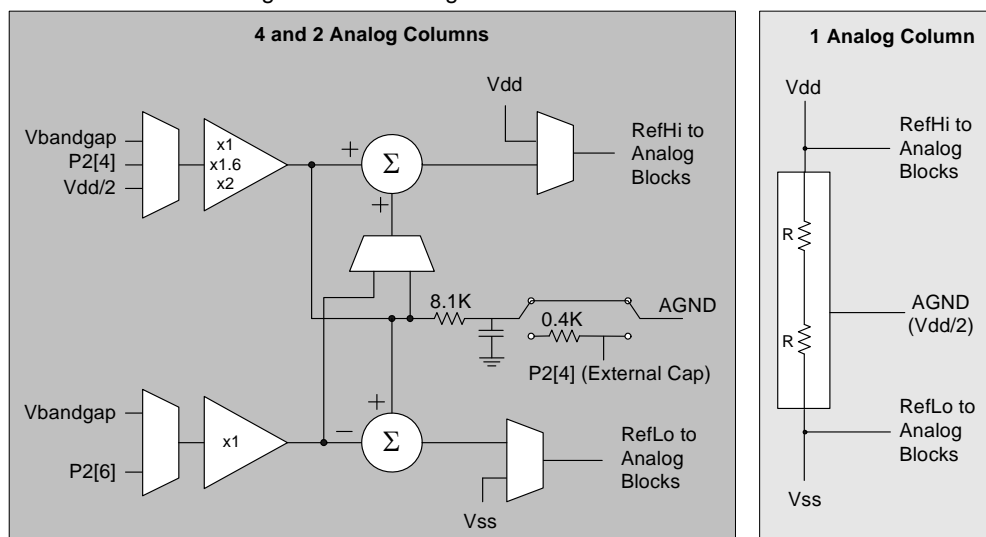 4 and 2 Analog Columns
Vdd
Vbandgap
P2[4]
Vdd/2
x1
x1.6
x2
+
Σ
+
RefHi to
Analog
Blocks
8.1K
0.4K
AGND
P2[4] (External Cap)
Vbandgap
P2[6]
x1
+
−
Σ
Vss
RefLo to
Analog
Blocks
1 Analog Column
Vdd
RefHi to
Analog
Blocks
R
R
AGND
(Vdd/2)
RefLo to
Analog
Blocks
Vss